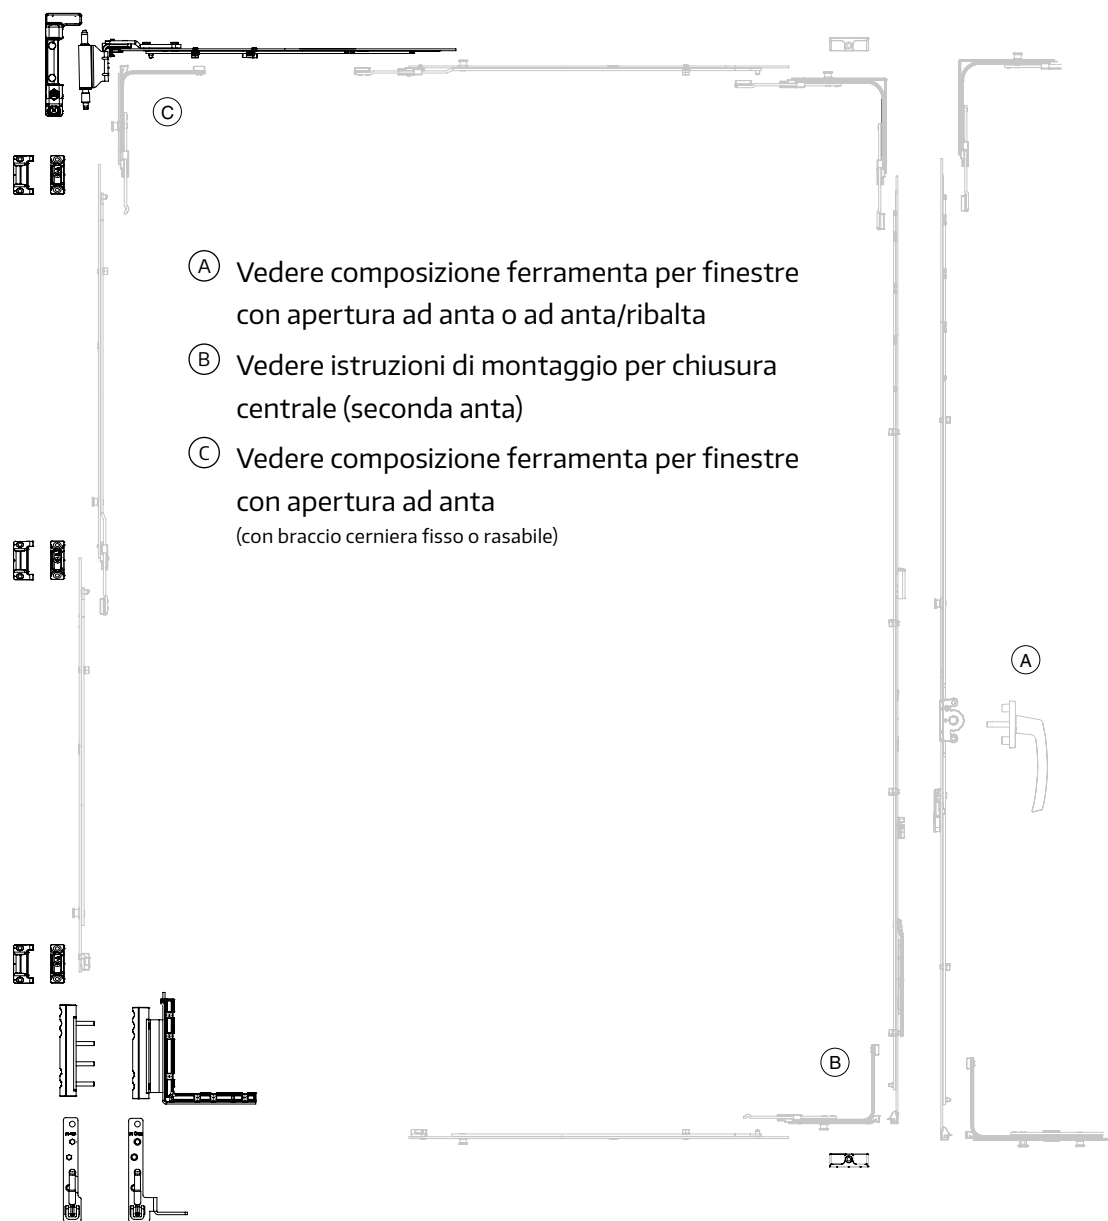 C
A Vedere composizione ferramenta per finestre
con apertura ad anta o ad anta/ribalta
B Vedere istruzioni di montaggio per chiusura
centrale (seconda anta)
C Vedere composizione ferramenta per finestre
con apertura ad anta
(con braccio cerniera fisso o rasabile)
A
B